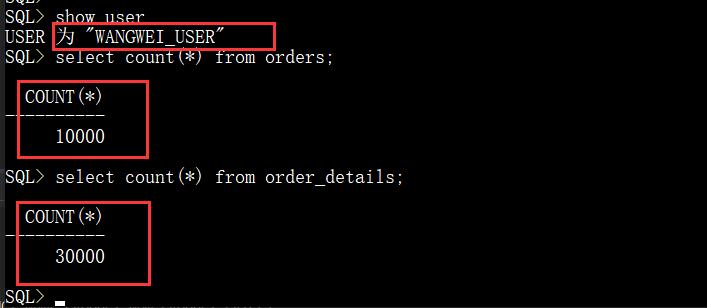 SQL> show user
USER 为 "WANGWEI_USER"
SQL> select count(*) from orders;
COUNT(*)
----------
10000
SQL> select count(*) from order_details;
COUNT(*)
----------
30000
SQL>